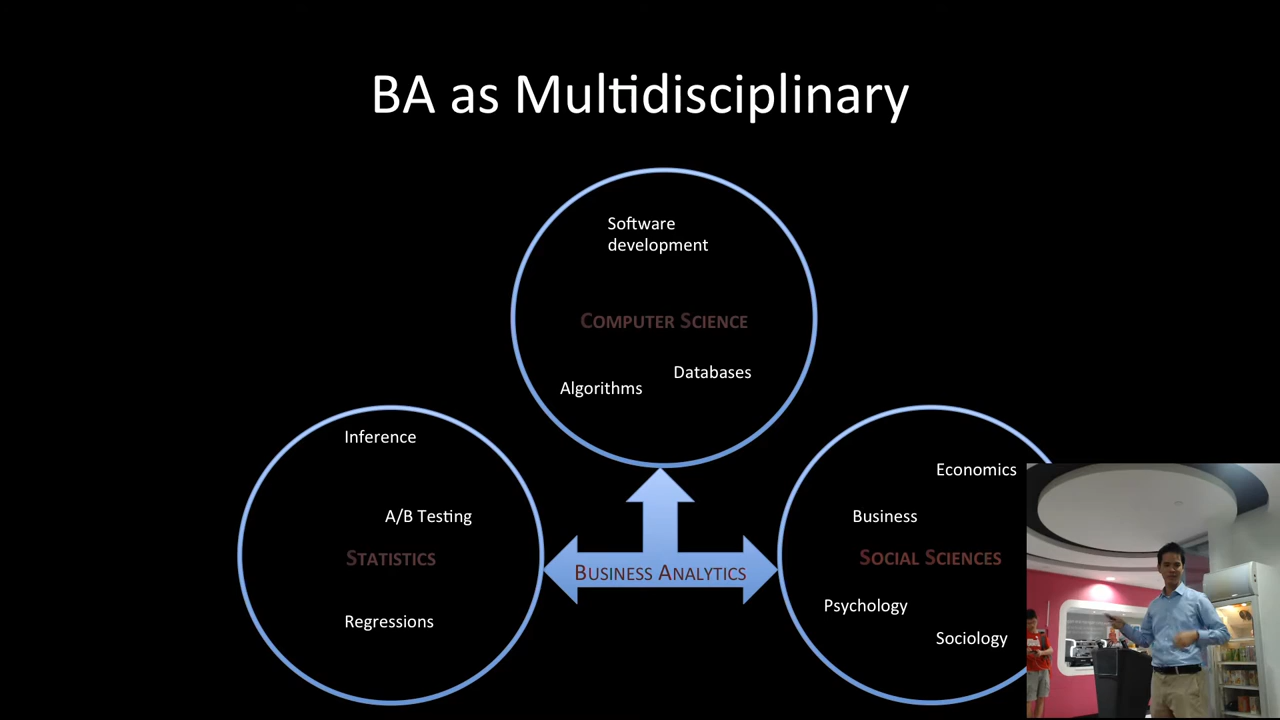 BA as Multidisciplinary
Software
development
COMPUTER SCIENCE
Databases
Algorithms
Inference
A/B Testing
STATISTICS
Regressions
BUSINESS ANALYTICS
Economics
Business
SOCIAL SCIENCES
Psychology
Sociology